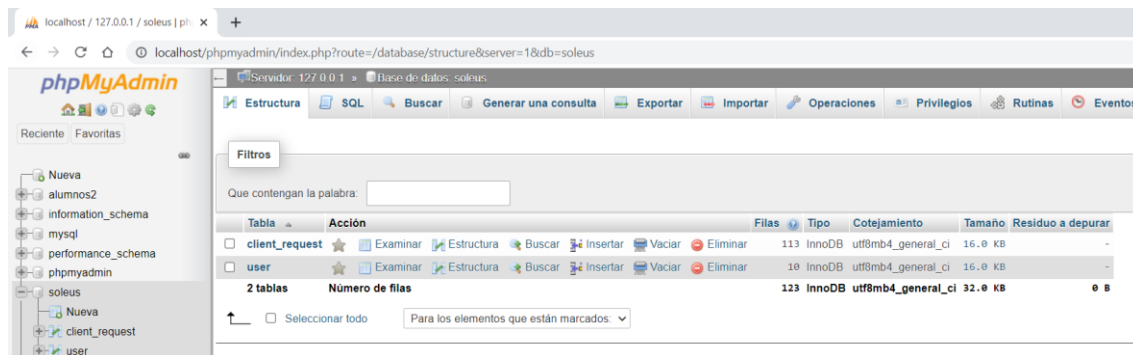 localhost / 127.0.0.1 / soleus | ph
localhost/phpmyadmin/index.php?route=/database/structure&server=1&db=soleus
phpMyAdmin
Reciente Favoritas
Nueva
alumnos2
information_schema
mysql
performance_schema
phpmyadmin
soleus
Nueva
client_request
user
Servidor: 127.0.0.1 » Base de datos: soleus
Estructura SQL Buscar Generar una consulta Exportar Importar Operaciones Privilegios Rutinas Eventos
Filtros
Que contengan la palabra:
Tabla Acción Filas Tipo Cotejamiento Tamaño Residuo a depurar
client_request Examinar Estructura Buscar Insertar Vaciar Eliminar 113 InnoDB utf8mb4_general_ci 16.0 KB -
user Examinar Estructura Buscar Insertar Vaciar Eliminar 10 InnoDB utf8mb4_general_ci 16.0 KB -
2 tablas Número de filas 123 InnoDB utf8mb4_general_ci 32.0 KB 0 B
Seleccionar todo Para los elementos que están marcados: